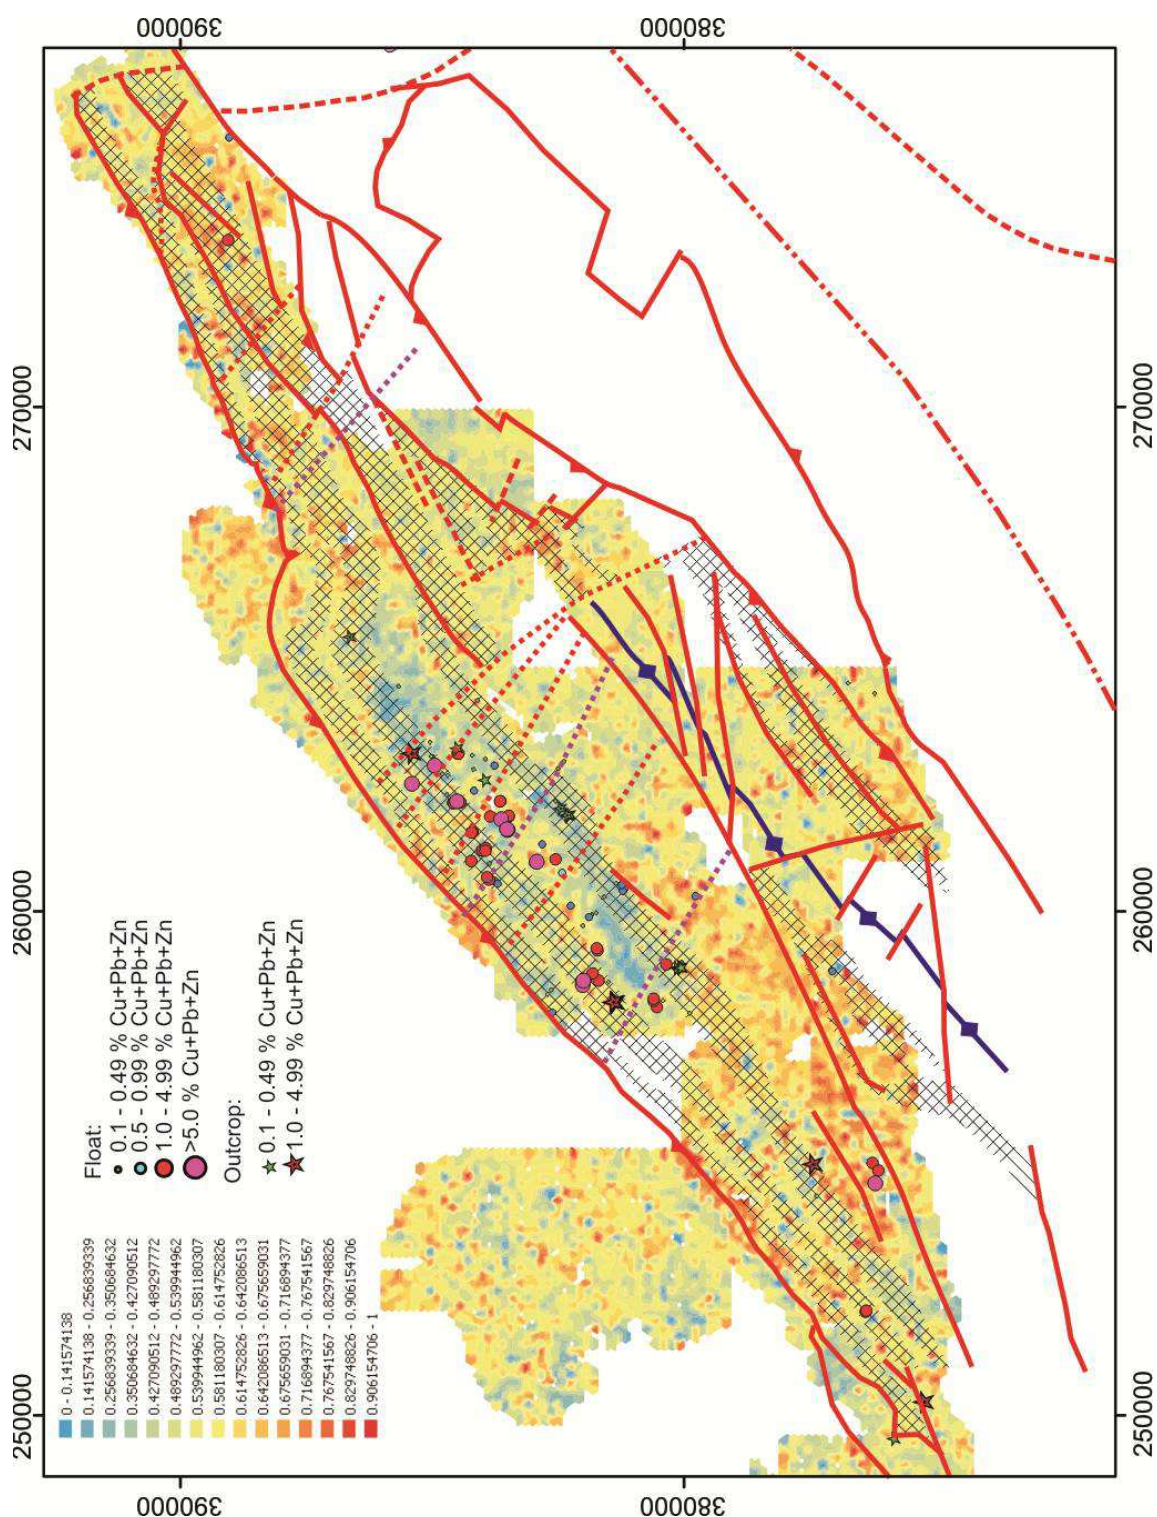 390000
380000
270000
260000
250000
270000
260000
250000
390000
380000
Float:
0.1 - 0.49 % Cu+Pb+Zn
0.5 - 0.99 % Cu+Pb+Zn
1.0 - 4.99 % Cu+Pb+Zn
>5.0 % Cu+Pb+Zn
Outcrop:
0.1 - 0.49 % Cu+Pb+Zn
1.0 - 4.99 % Cu+Pb+Zn
0 - 0.141574138
0.141574138 - 0.256839339
0.256839339 - 0.350684632
0.350684632 - 0.427090512
0.427090512 - 0.489297772
0.489297772 - 0.539944962
0.539944962 - 0.581180307
0.581180307 - 0.614752826
0.614752826 - 0.642086513
0.642086513 - 0.675659031
0.675659031 - 0.716894377
0.716894377 - 0.767541567
0.767541567 - 0.829748826
0.829748826 - 0.906154706
0.906154706 - 1